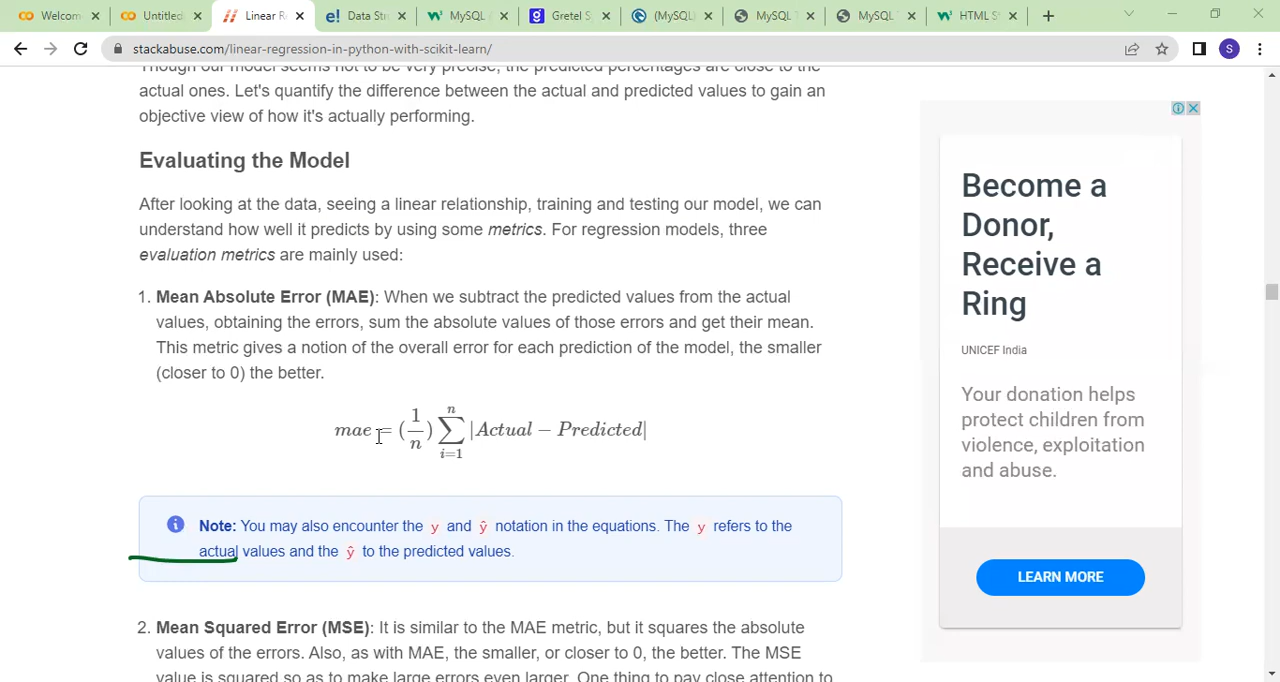 Welcom
Untitled
Linear R
Data Str
MySQL
Gretel S
(MySQL
MySQL T
MySQL
HTML S
stackabuse.com/linear-regression-in-python-with-scikit-learn/
S
Though our model seems not to be very precise, the predicted percentages are close to the
actual ones. Let's quantify the difference between the actual and predicted values to gain an
objective view of how it's actually performing.
Evaluating the Model
After looking at the data, seeing a linear relationship, training and testing our model, we can
understand how well it predicts by using some metrics. For regression models, three
evaluation metrics are mainly used:
1. Mean Absolute Error (MAE): When we subtract the predicted values from the actual
values, obtaining the errors, sum the absolute values of those errors and get their mean.
This metric gives a notion of the overall error for each prediction of the model, the smaller
(closer to 0) the better.
mae = (1/n) ∑ i=1 n |Actual − Predicted|
Note: You may also encounter the y and ŷ notation in the equations. The y refers to the
actual values and the ŷ to the predicted values.
2. Mean Squared Error (MSE): It is similar to the MAE metric, but it squares the absolute
values of the errors. Also, as with MAE, the smaller, or closer to 0, the better. The MSE
value is squared so as to make large errors even larger. One thing to pay close attention to
Become a
Donor,
Receive a
Ring
UNICEF India
Your donation helps
protect children from
violence, exploitation
and abuse.
LEARN MORE